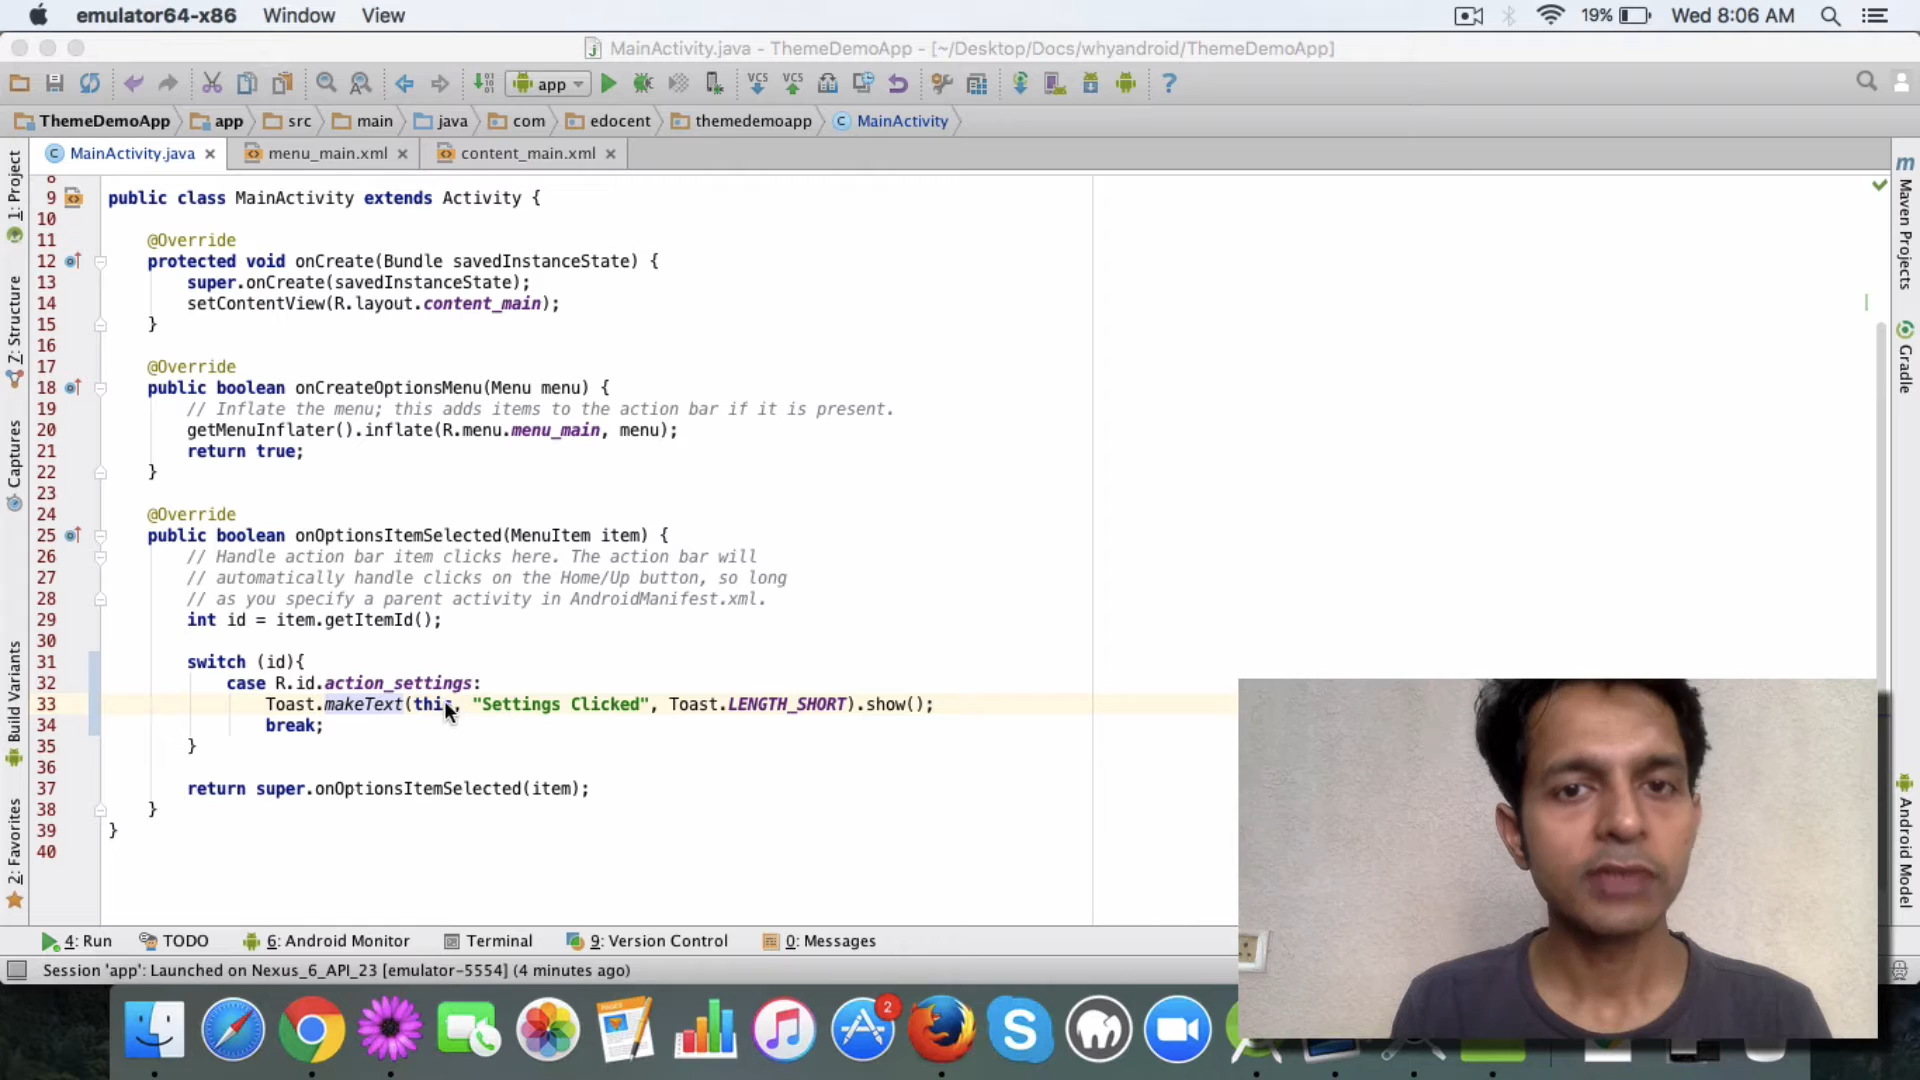 emulator64-x86 Window View 19% Wed 8:06 AM
MainActivity.java - ThemeDemoApp - [~/Desktop/Docs/whyandroid/ThemeDemoApp]
app VCS VCS ?
ThemeDemoApp app src main java com edocent themedemoapp MainActivity
MainActivity.java menu_main.xml content_main.xml
8
9 public class MainActivity extends Activity {
10
11 @Override
12 protected void onCreate(Bundle savedInstanceState) {
13 super.onCreate(savedInstanceState);
14 setContentView(R.layout.content_main);
15 }
16
17 @Override
18 public boolean onCreateOptionsMenu(Menu menu) {
19 // Inflate the menu; this adds items to the action bar if it is present.
20 getMenuInflater().inflate(R.menu.menu_main, menu);
21 return true;
22 }
23
24 @Override
25 public boolean onOptionsItemSelected(MenuItem item) {
26 // Handle action bar item clicks here. The action bar will
27 // automatically handle clicks on the Home/Up button, so long
28 // as you specify a parent activity in AndroidManifest.xml.
29 int id = item.getItemId();
30
31 switch (id){
32 case R.id.action_settings:
33 Toast.makeText(this, "Settings Clicked", Toast.LENGTH_SHORT).show();
34 break;
35 }
36
37 return super.onOptionsItemSelected(item);
38 }
39 }
40
1: Project
7: Structure
Captures
Build Variants
2: Favorites
m
Maven Projects
Gradle
Android Model
4: Run TODO 6: Android Monitor Terminal 9: Version Control 0: Messages
Session 'app': Launched on Nexus_6_API_23 [emulator-5554] (4 minutes ago)
PAGES
2